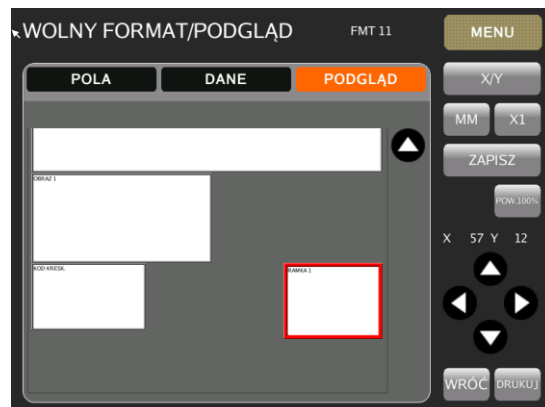 WOLNY FORMAT/PODGLĄD FMT 11 MENU
POLA DANE PODGLĄD X/Y
MM X1
ZAPISZ
OBRAZ 1
POW.100%
X 57 Y 12
KOD KRESK. RAMKA 1
WRÓĆ DRUKUJ